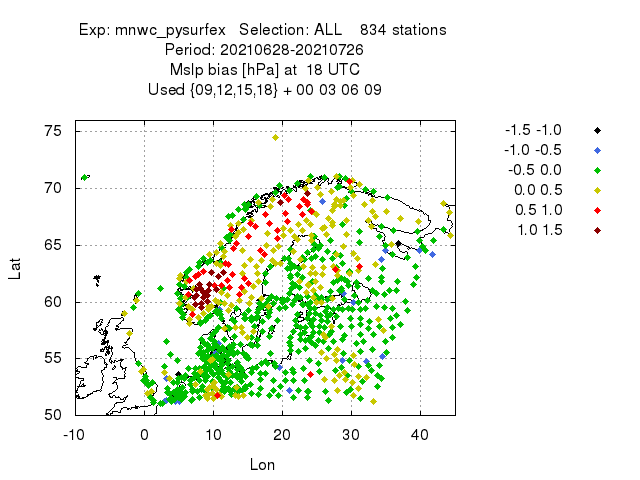 Exp: mnwc_pysurfex   Selection: ALL    834 stations
Period: 20210628-20210726
Mslp bias [hPa] at  18 UTC
Used {09,12,15,18} + 00 03 06 09
75
70
65
60
55
50
-10 0 10 20 30 40
Lat
Lon
-1.5 -1.0
-1.0 -0.5
-0.5 0.0
0.0 0.5
0.5 1.0
1.0 1.5